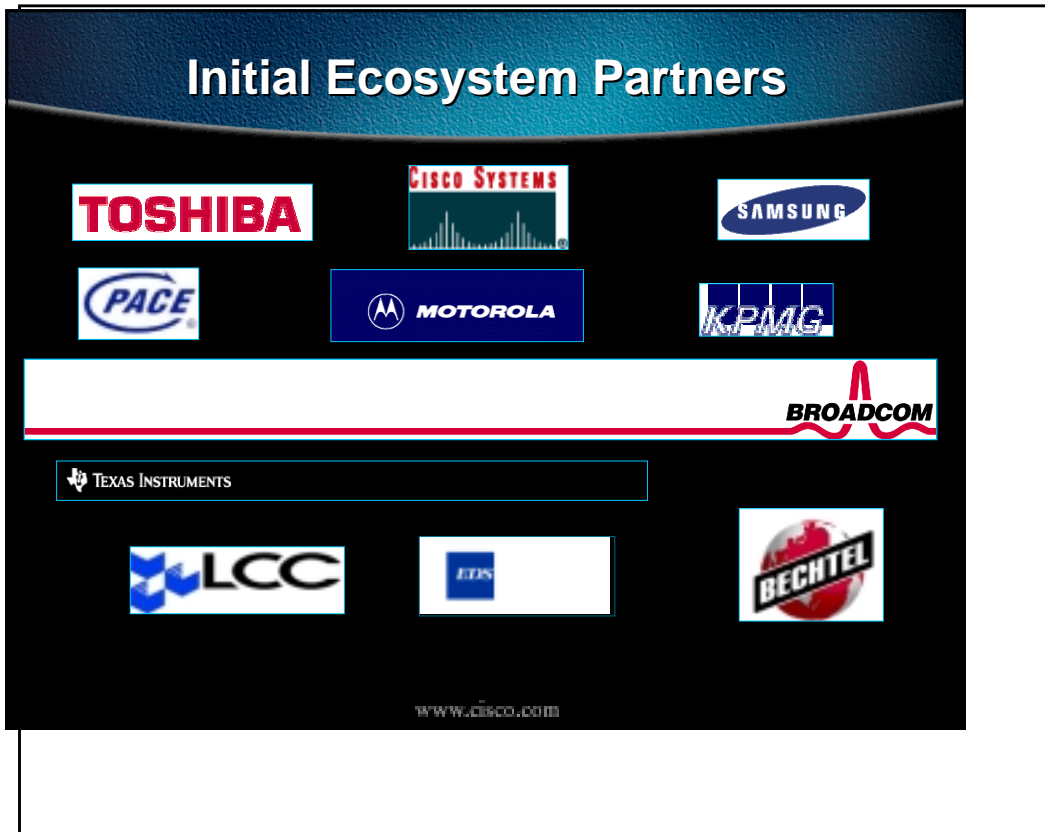 Initial Ecosystem Partners
TOSHIBA
CISCO SYSTEMS
®
SAMSUNG
PACE
®
MOTOROLA
KPMG
BROADCOM
TEXAS INSTRUMENTS
LCC
EDS
BECHTEL
www.cisco.com